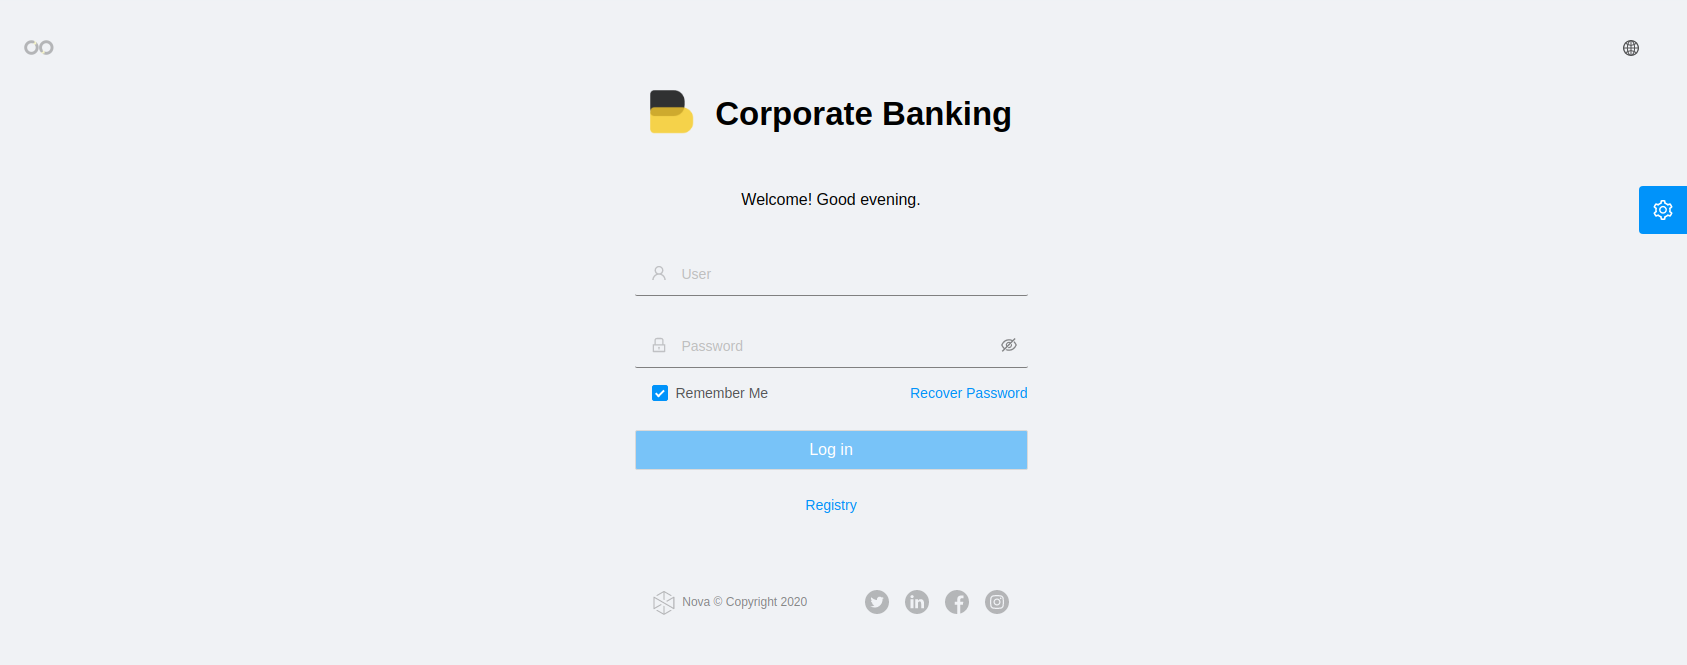 Corporate Banking
Welcome! Good evening.
User
Password
Remember Me
Recover Password
Log in
Registry
Nova © Copyright 2020